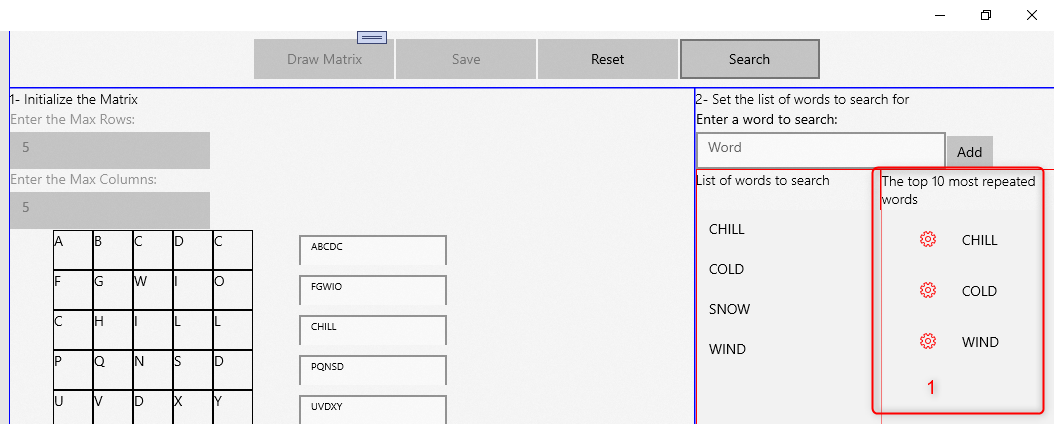 Draw Matrix Save Reset Search
1- Initialize the Matrix
Enter the Max Rows:
5
Enter the Max Columns:
5
A B C D C
F G W I O
C H I L L
P Q N S D
U V D X Y
ABCDC
FGWIO
CHILL
PQNSD
UVDXY
2- Set the list of words to search for
Enter a word to search:
Word Add
List of words to search
CHILL
COLD
SNOW
WIND
The top 10 most repeated
words
CHILL
COLD
WIND
1